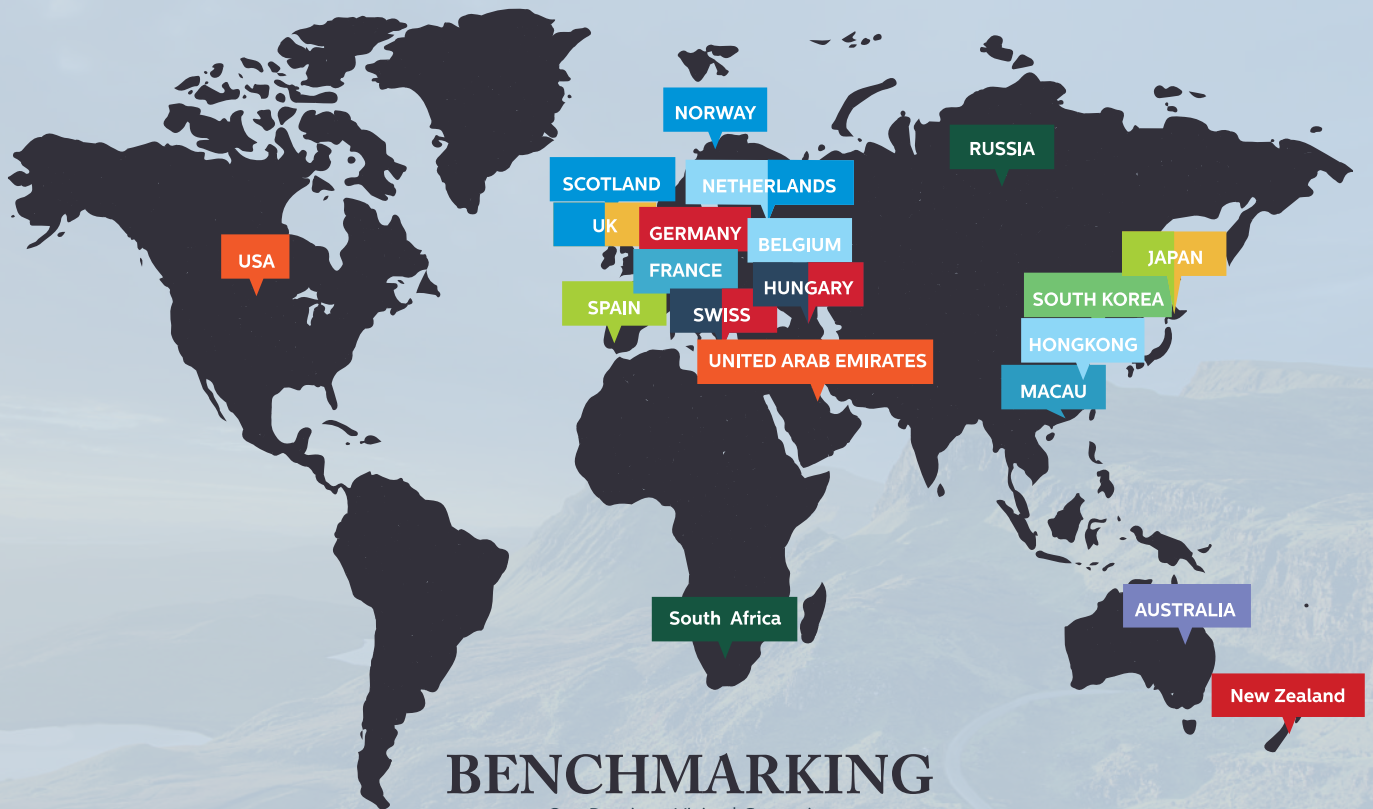 NORWAY
RUSSIA
SCOTLAND
NETHERLANDS
UK
GERMANY
BELGIUM
USA
JAPAN
FRANCE
HUNGARY
SOUTH KOREA
SPAIN
SWISS
HONGKONG
UNITED ARAB EMIRATES
MACAU
South Africa
AUSTRALIA
New Zealand
BENCHMARKING